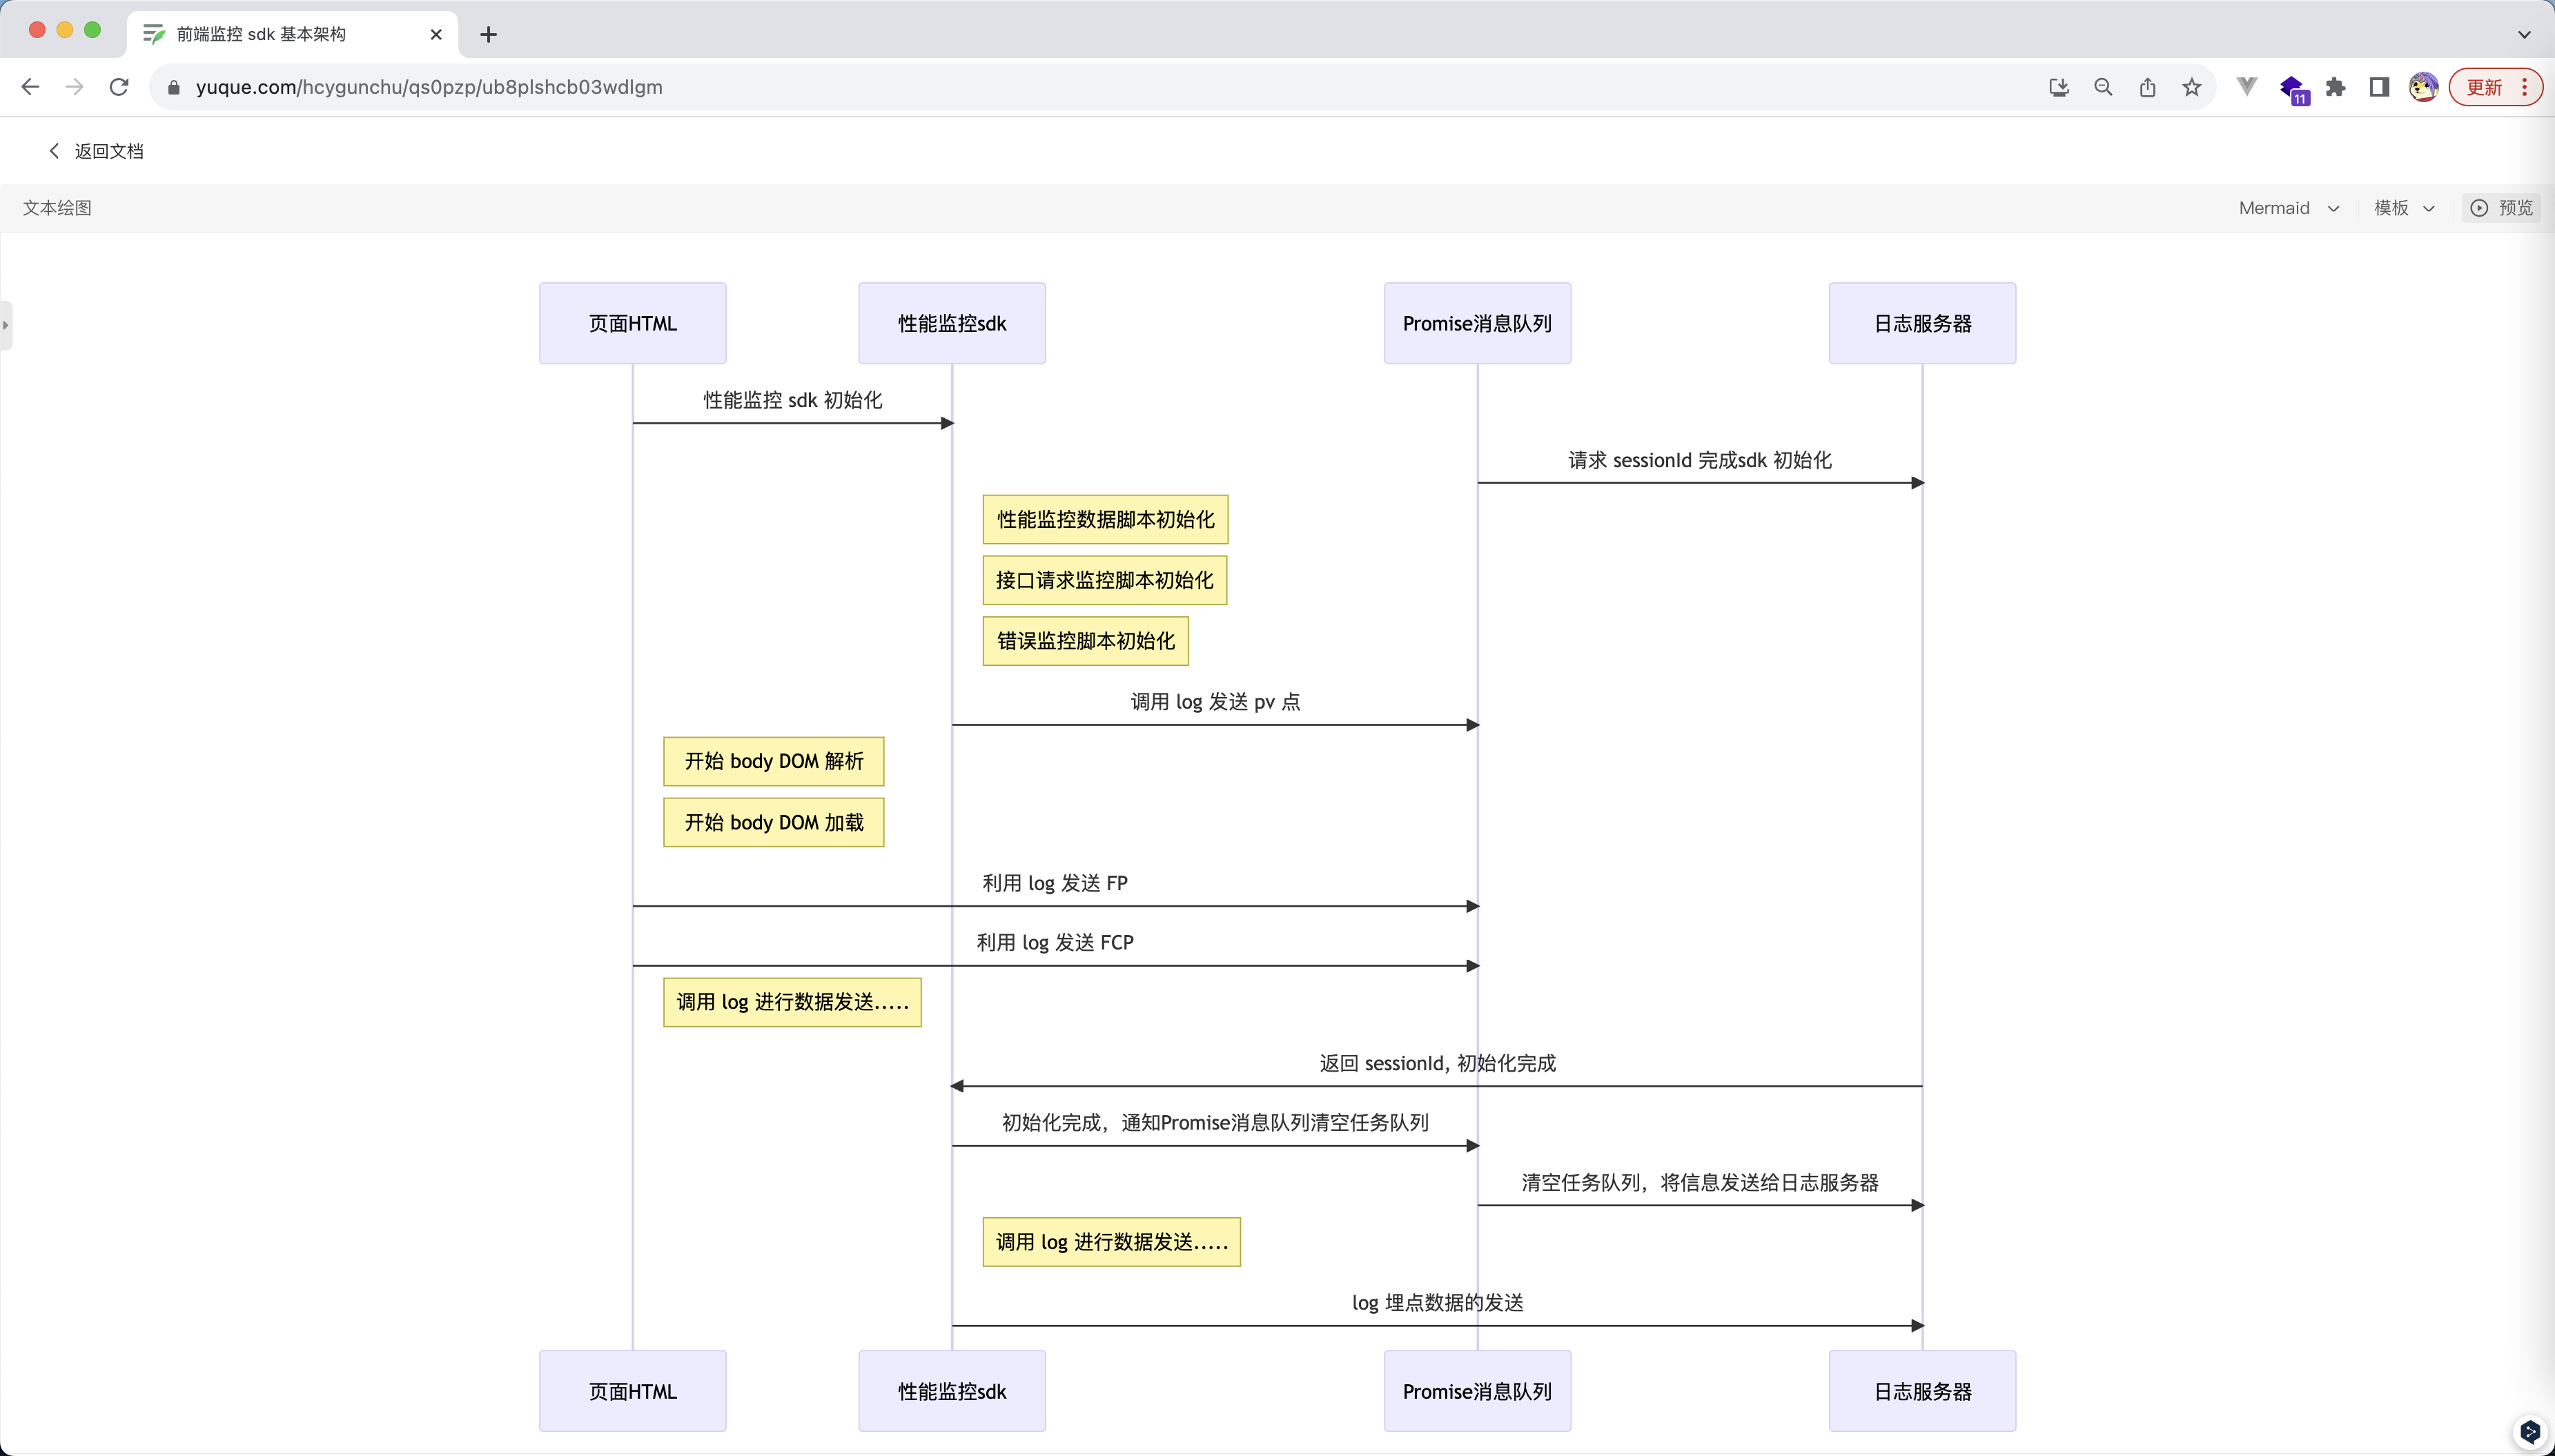 前端监控 sdk 基本架构
yuque.com/hcygunchu/qs0pzp/ub8plshcb03wdlgm
11
更新
返回文档
文本绘图
Mermaid
模板
预览
页面HTML
性能监控sdk
Promise消息队列
日志服务器
性能监控 sdk 初始化
请求 sessionId 完成sdk 初始化
性能监控数据脚本初始化
接口请求监控脚本初始化
错误监控脚本初始化
调用 log 发送 pv 点
开始 body DOM 解析
开始 body DOM 加载
利用 log 发送 FP
利用 log 发送 FCP
调用 log 进行数据发送.....
返回 sessionId, 初始化完成
初始化完成，通知Promise消息队列清空任务队列
清空任务队列，将信息发送给日志服务器
调用 log 进行数据发送.....
log 埋点数据的发送
页面HTML
性能监控sdk
Promise消息队列
日志服务器